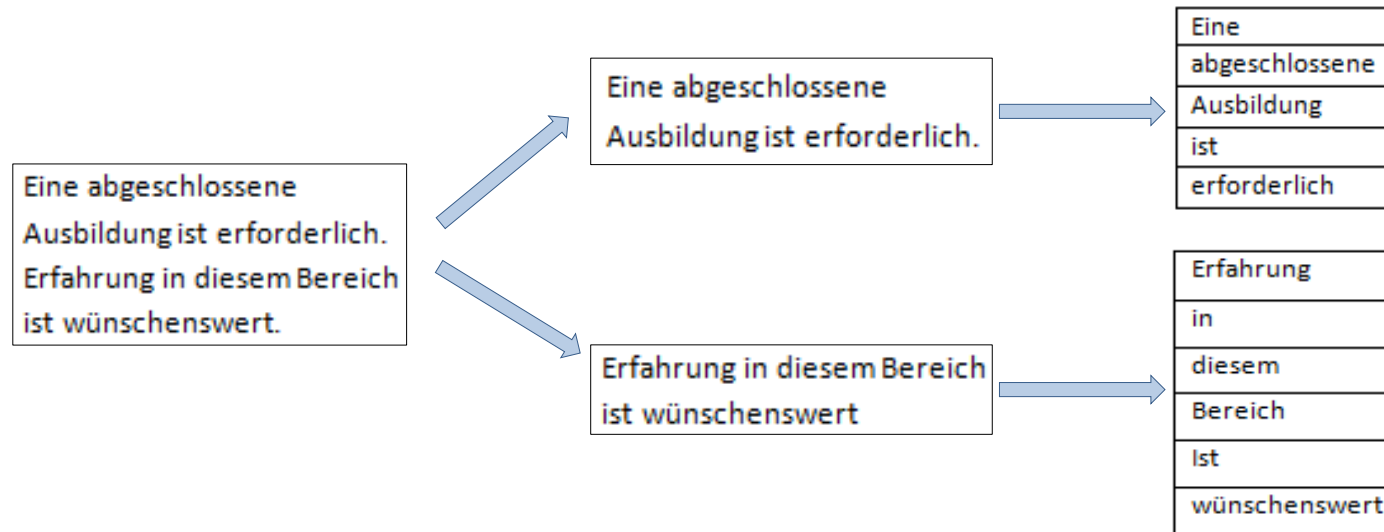 Eine abgeschlossene
Ausbildung ist erforderlich.
Erfahrung in diesem Bereich
ist wünschenswert.
Eine abgeschlossene
Ausbildung ist erforderlich.
Erfahrung in diesem Bereich
ist wünschenswert
Eine
abgeschlossene
Ausbildung
ist
erforderlich
Erfahrung
in
diesem
Bereich
Ist
wünschenswert